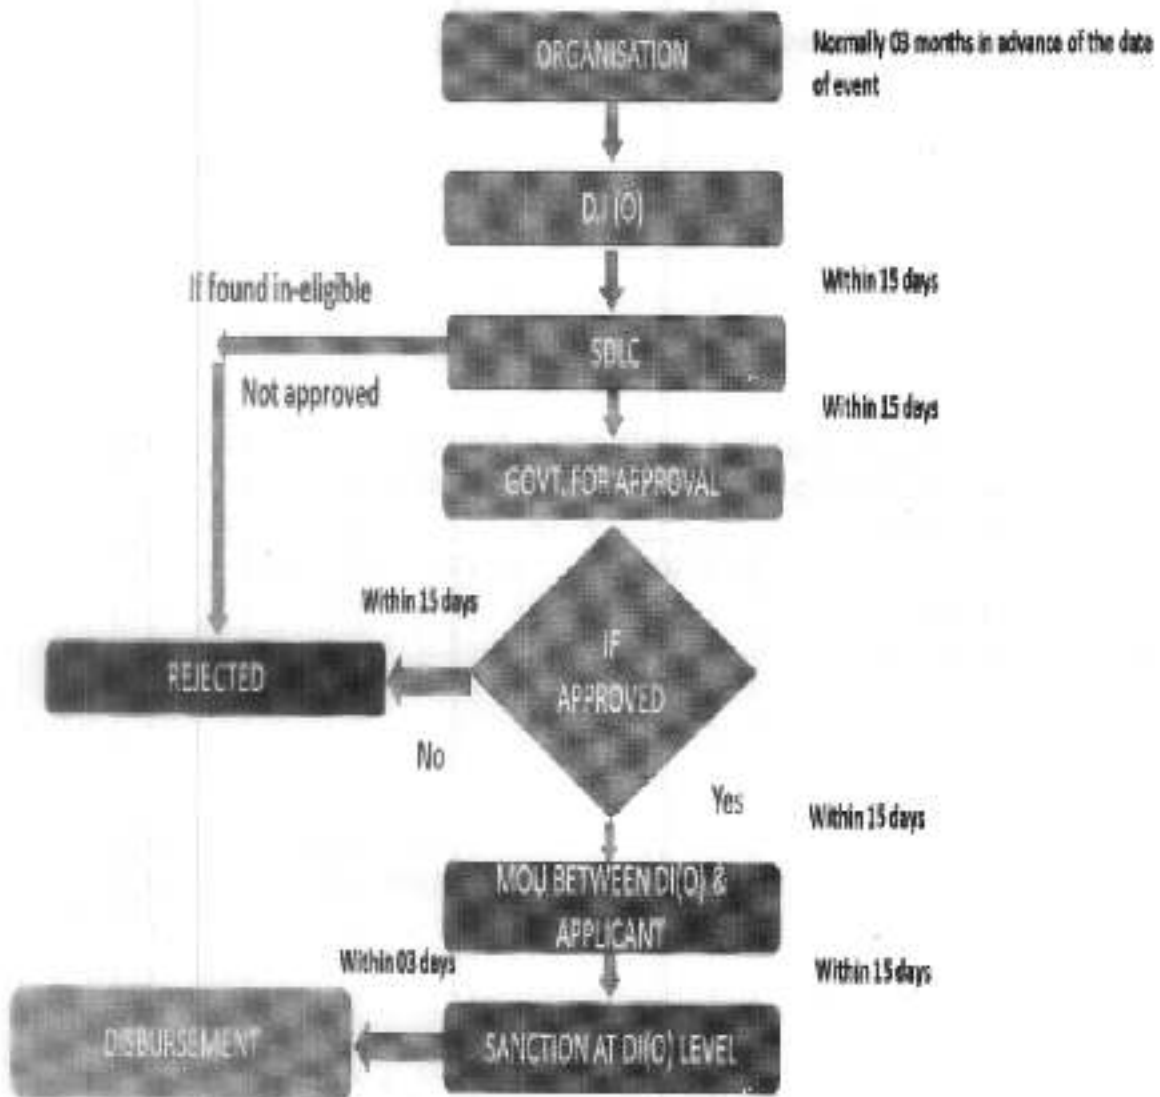 ORGANISATION
Normally 03 months in advance of the date
of event
D.I (O)
Within 15 days
If found in-eligible
SDLC
Not approved
Within 15 days
GOVT. FOR APPROVAL
Within 15 days
IF
APPROVED
REJECTED
No
Yes
Within 15 days
MOU BETWEEN DI(O) &
APPLICANT
Within 03 days
Within 15 days
DISBURSEMENT
SANCTION AT DI(O) LEVEL